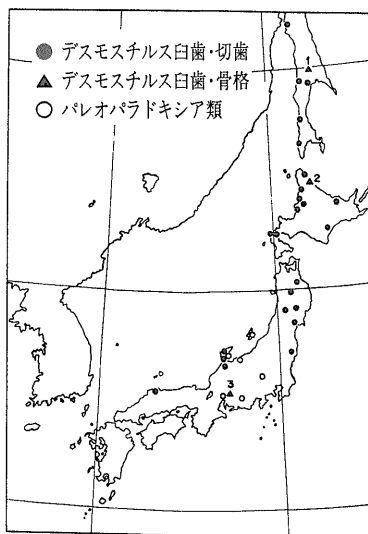 ● デスモスチルス臼歯・切歯
▲ デスモスチルス臼歯・骨格
○ パレオパラドキシア類
1
2
3